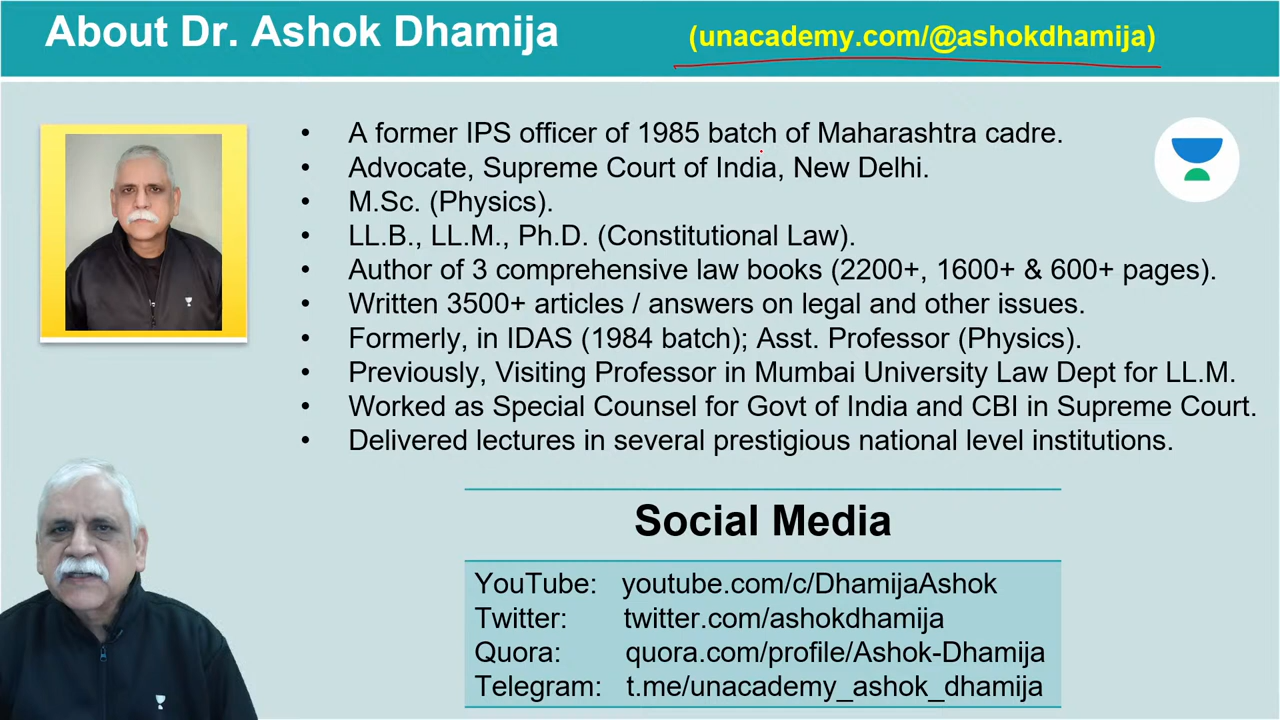 About Dr. Ashok Dhamija
(unacademy.com/@ashokdhamija)
• A former IPS officer of 1985 batch of Maharashtra cadre.
• Advocate, Supreme Court of India, New Delhi.
• M.Sc. (Physics).
• LL.B., LL.M., Ph.D. (Constitutional Law).
• Author of 3 comprehensive law books (2200+, 1600+ & 600+ pages).
• Written 3500+ articles / answers on legal and other issues.
• Formerly, in IDAS (1984 batch); Asst. Professor (Physics).
• Previously, Visiting Professor in Mumbai University Law Dept for LL.M.
• Worked as Special Counsel for Govt of India and CBI in Supreme Court.
• Delivered lectures in several prestigious national level institutions.
Social Media
YouTube: youtube.com/c/DhamijaAshok
Twitter: twitter.com/ashokdhamija
Quora: quora.com/profile/Ashok-Dhamija
Telegram: t.me/unacademy_ashok_dhamija